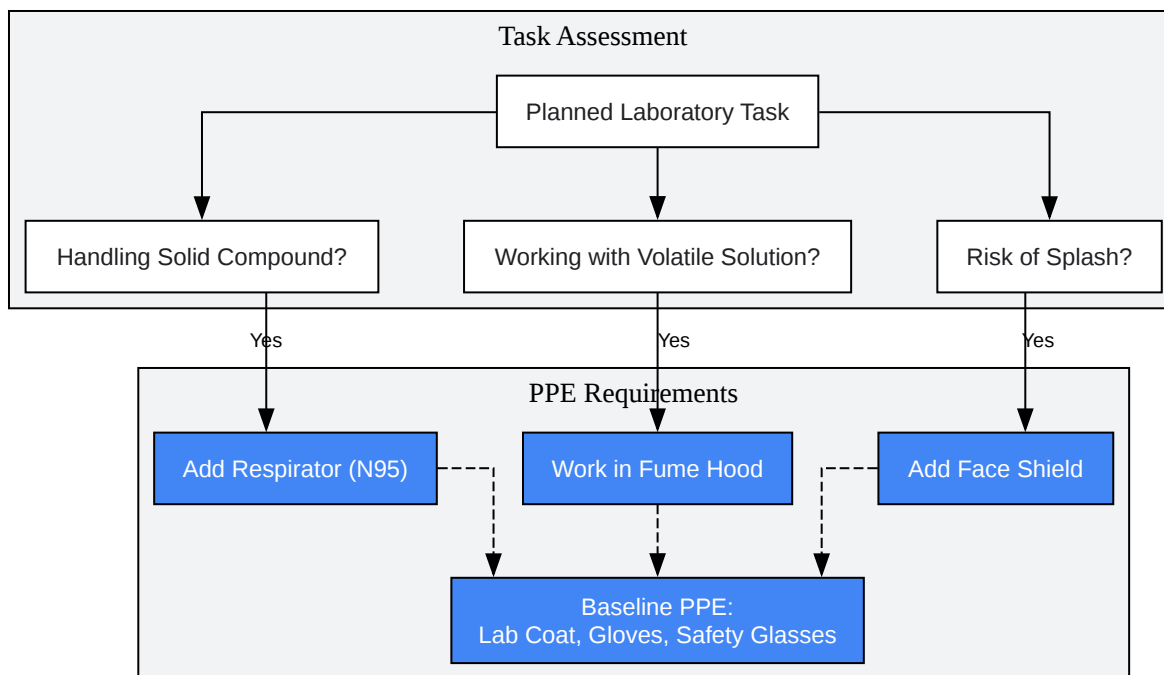 Task Assessment
Planned Laboratory Task
Handling Solid Compound?
Working with Volatile Solution?
Risk of Splash?
Yes
Yes
Yes
PPE Requirements
Add Respirator (N95)
Work in Fume Hood
Add Face Shield
Baseline PPE:
Lab Coat, Gloves, Safety Glasses